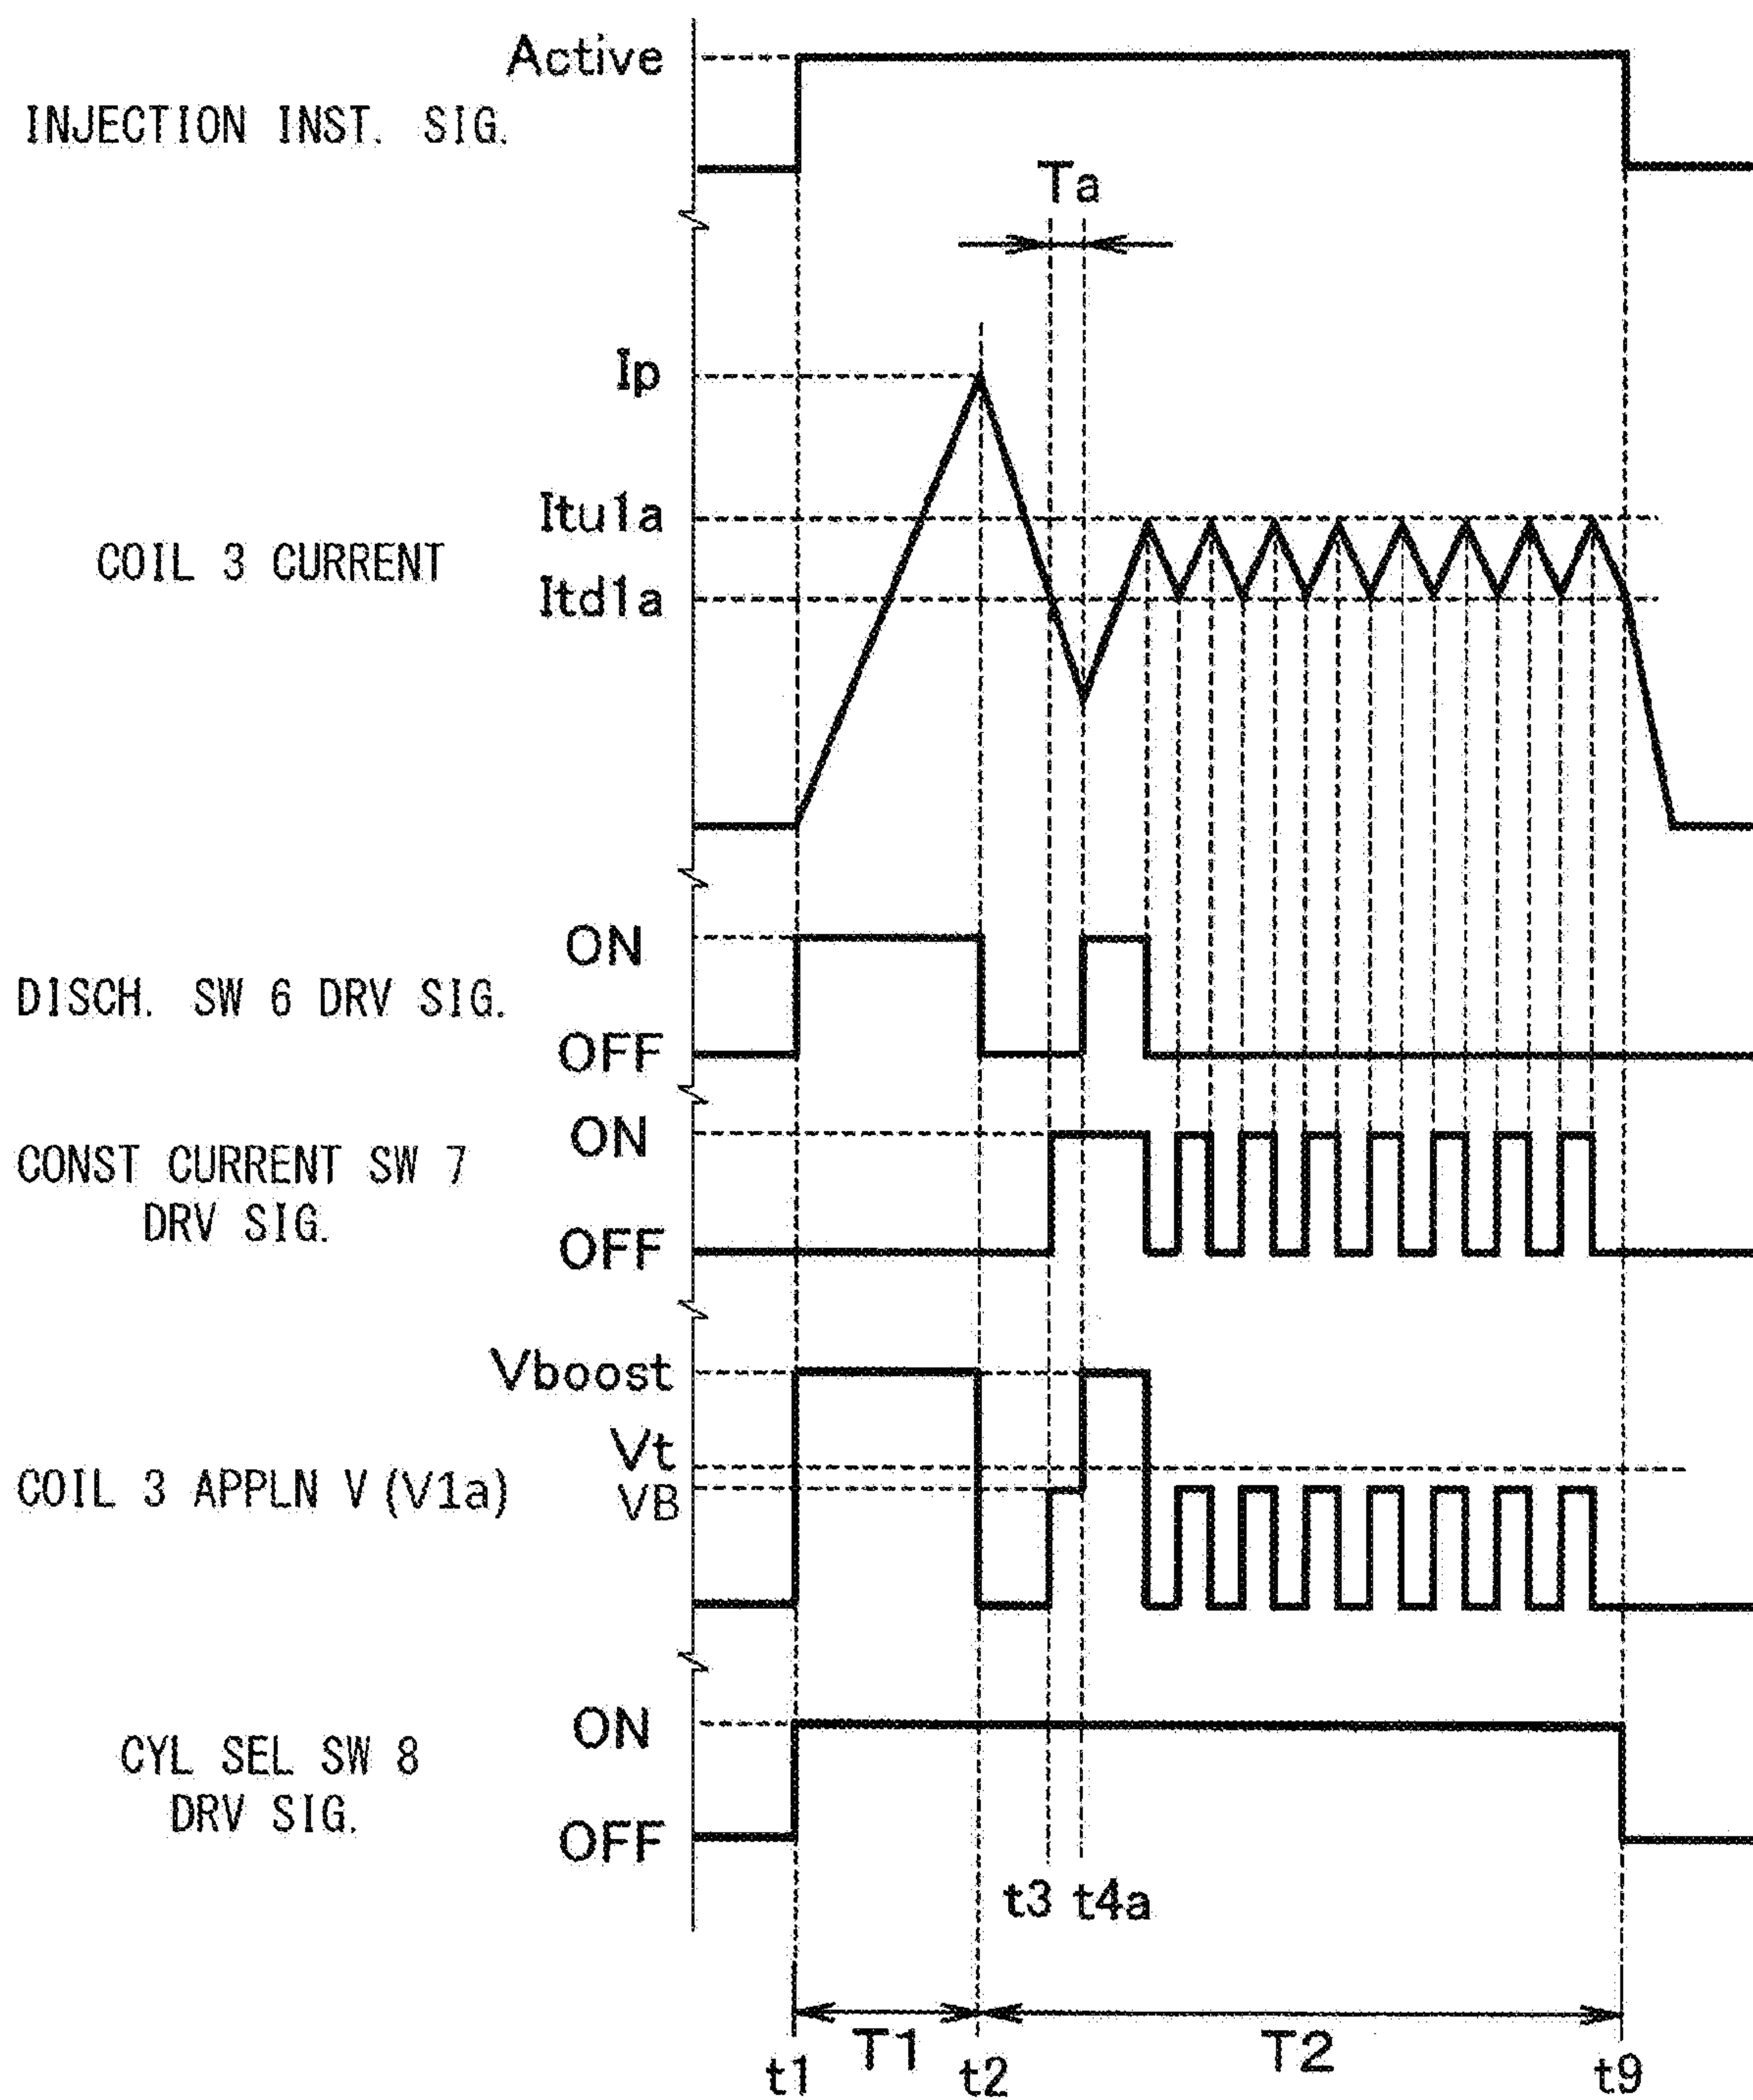 Active
INJECTION INST. SIG.
Ta
Ip
Itu1a
COIL 3 CURRENT
Itd1a
ON
DISCH. SW 6 DRV SIG.
OFF
ON
CONST CURRENT SW 7
DRV SIG.
OFF
Vboost
Vt
COIL 3 APPLN V (V1a)
VB
ON
CYL SEL SW 8
DRV SIG.
OFF
t3 t4a
T1 T2
t1 t2 t9